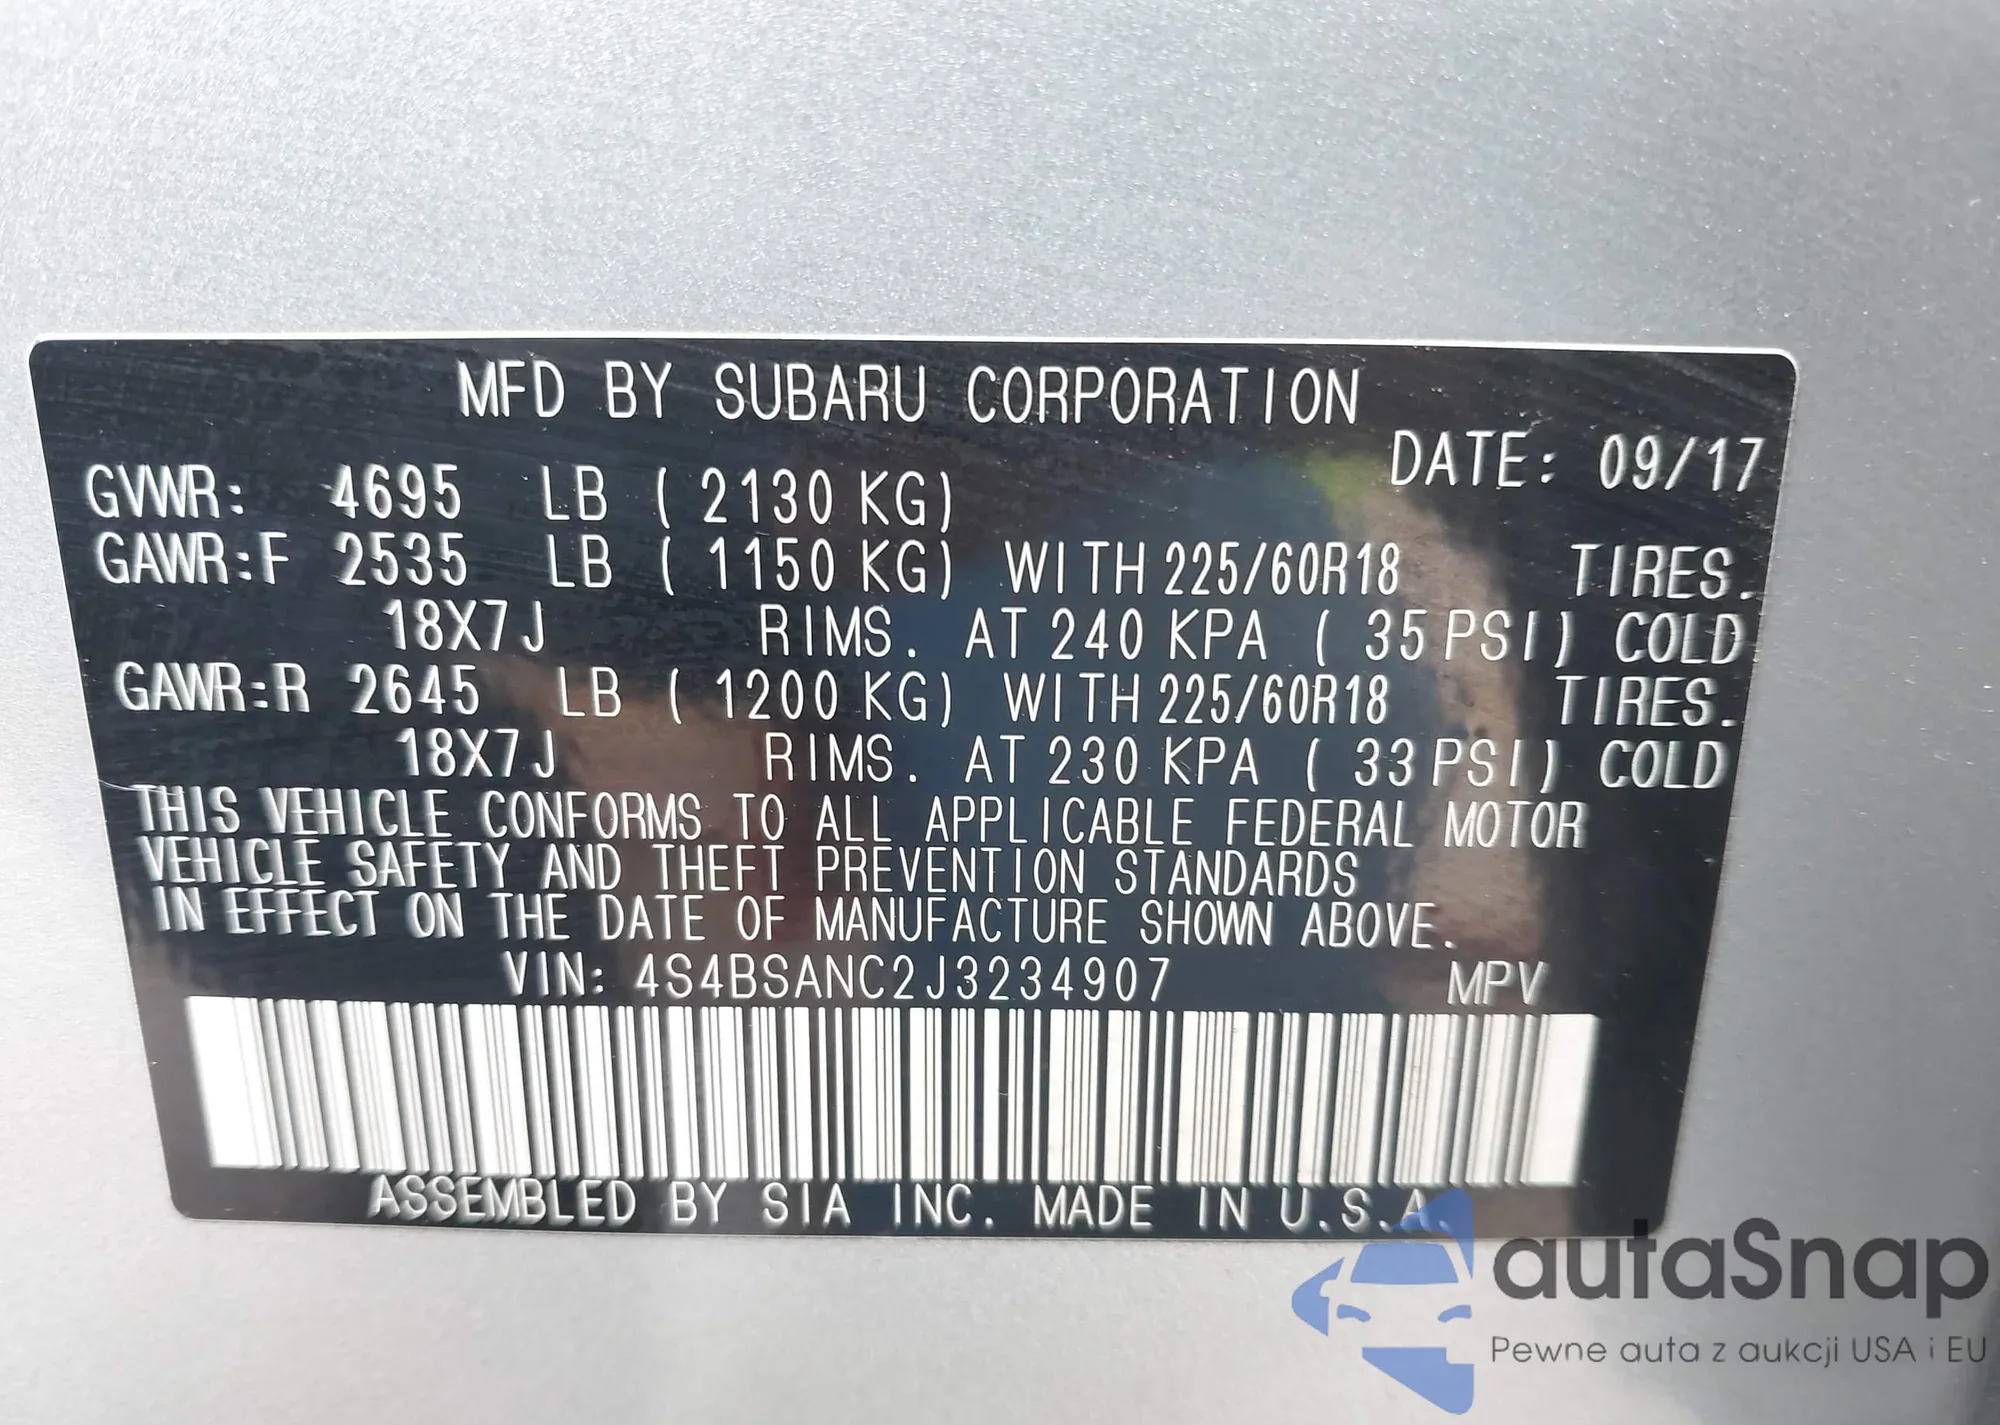 MFD BY SUBARU CORPORATION
DATE: 09/17
GVWR: 4695 LB ( 2130 KG)
GAWR:F 2535 LB ( 1150 KG) WITH 225/60R18 TIRES.
18X7J RIMS. AT 240 KPA ( 35 PSI) COLD
GAWR:R 2645 LB ( 1200 KG) WITH 225/60R18 TIRES.
18X7J RIMS. AT 230 KPA ( 33 PSI) COLD
THIS VEHICLE CONFORMS TO ALL APPLICABLE FEDERAL MOTOR
VEHICLE SAFETY AND THEFT PREVENTION STANDARDS
IN EFFECT ON THE DATE OF MANUFACTURE SHOWN ABOVE.
VIN: 4S4BSANC2J3234907 MPV
ASSEMBLED BY SIA INC. MADE IN U.S.A.
autaSnap
Pewne auta z aukcji USA i EU